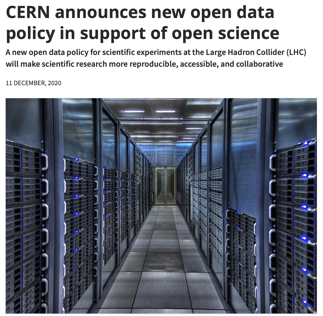 CERN announces new open data
policy in support of open science
A new open data policy for scientific experiments at the Large Hadron Collider (LHC)
will make scientific research more reproducible, accessible, and collaborative
11 DECEMBER, 2020